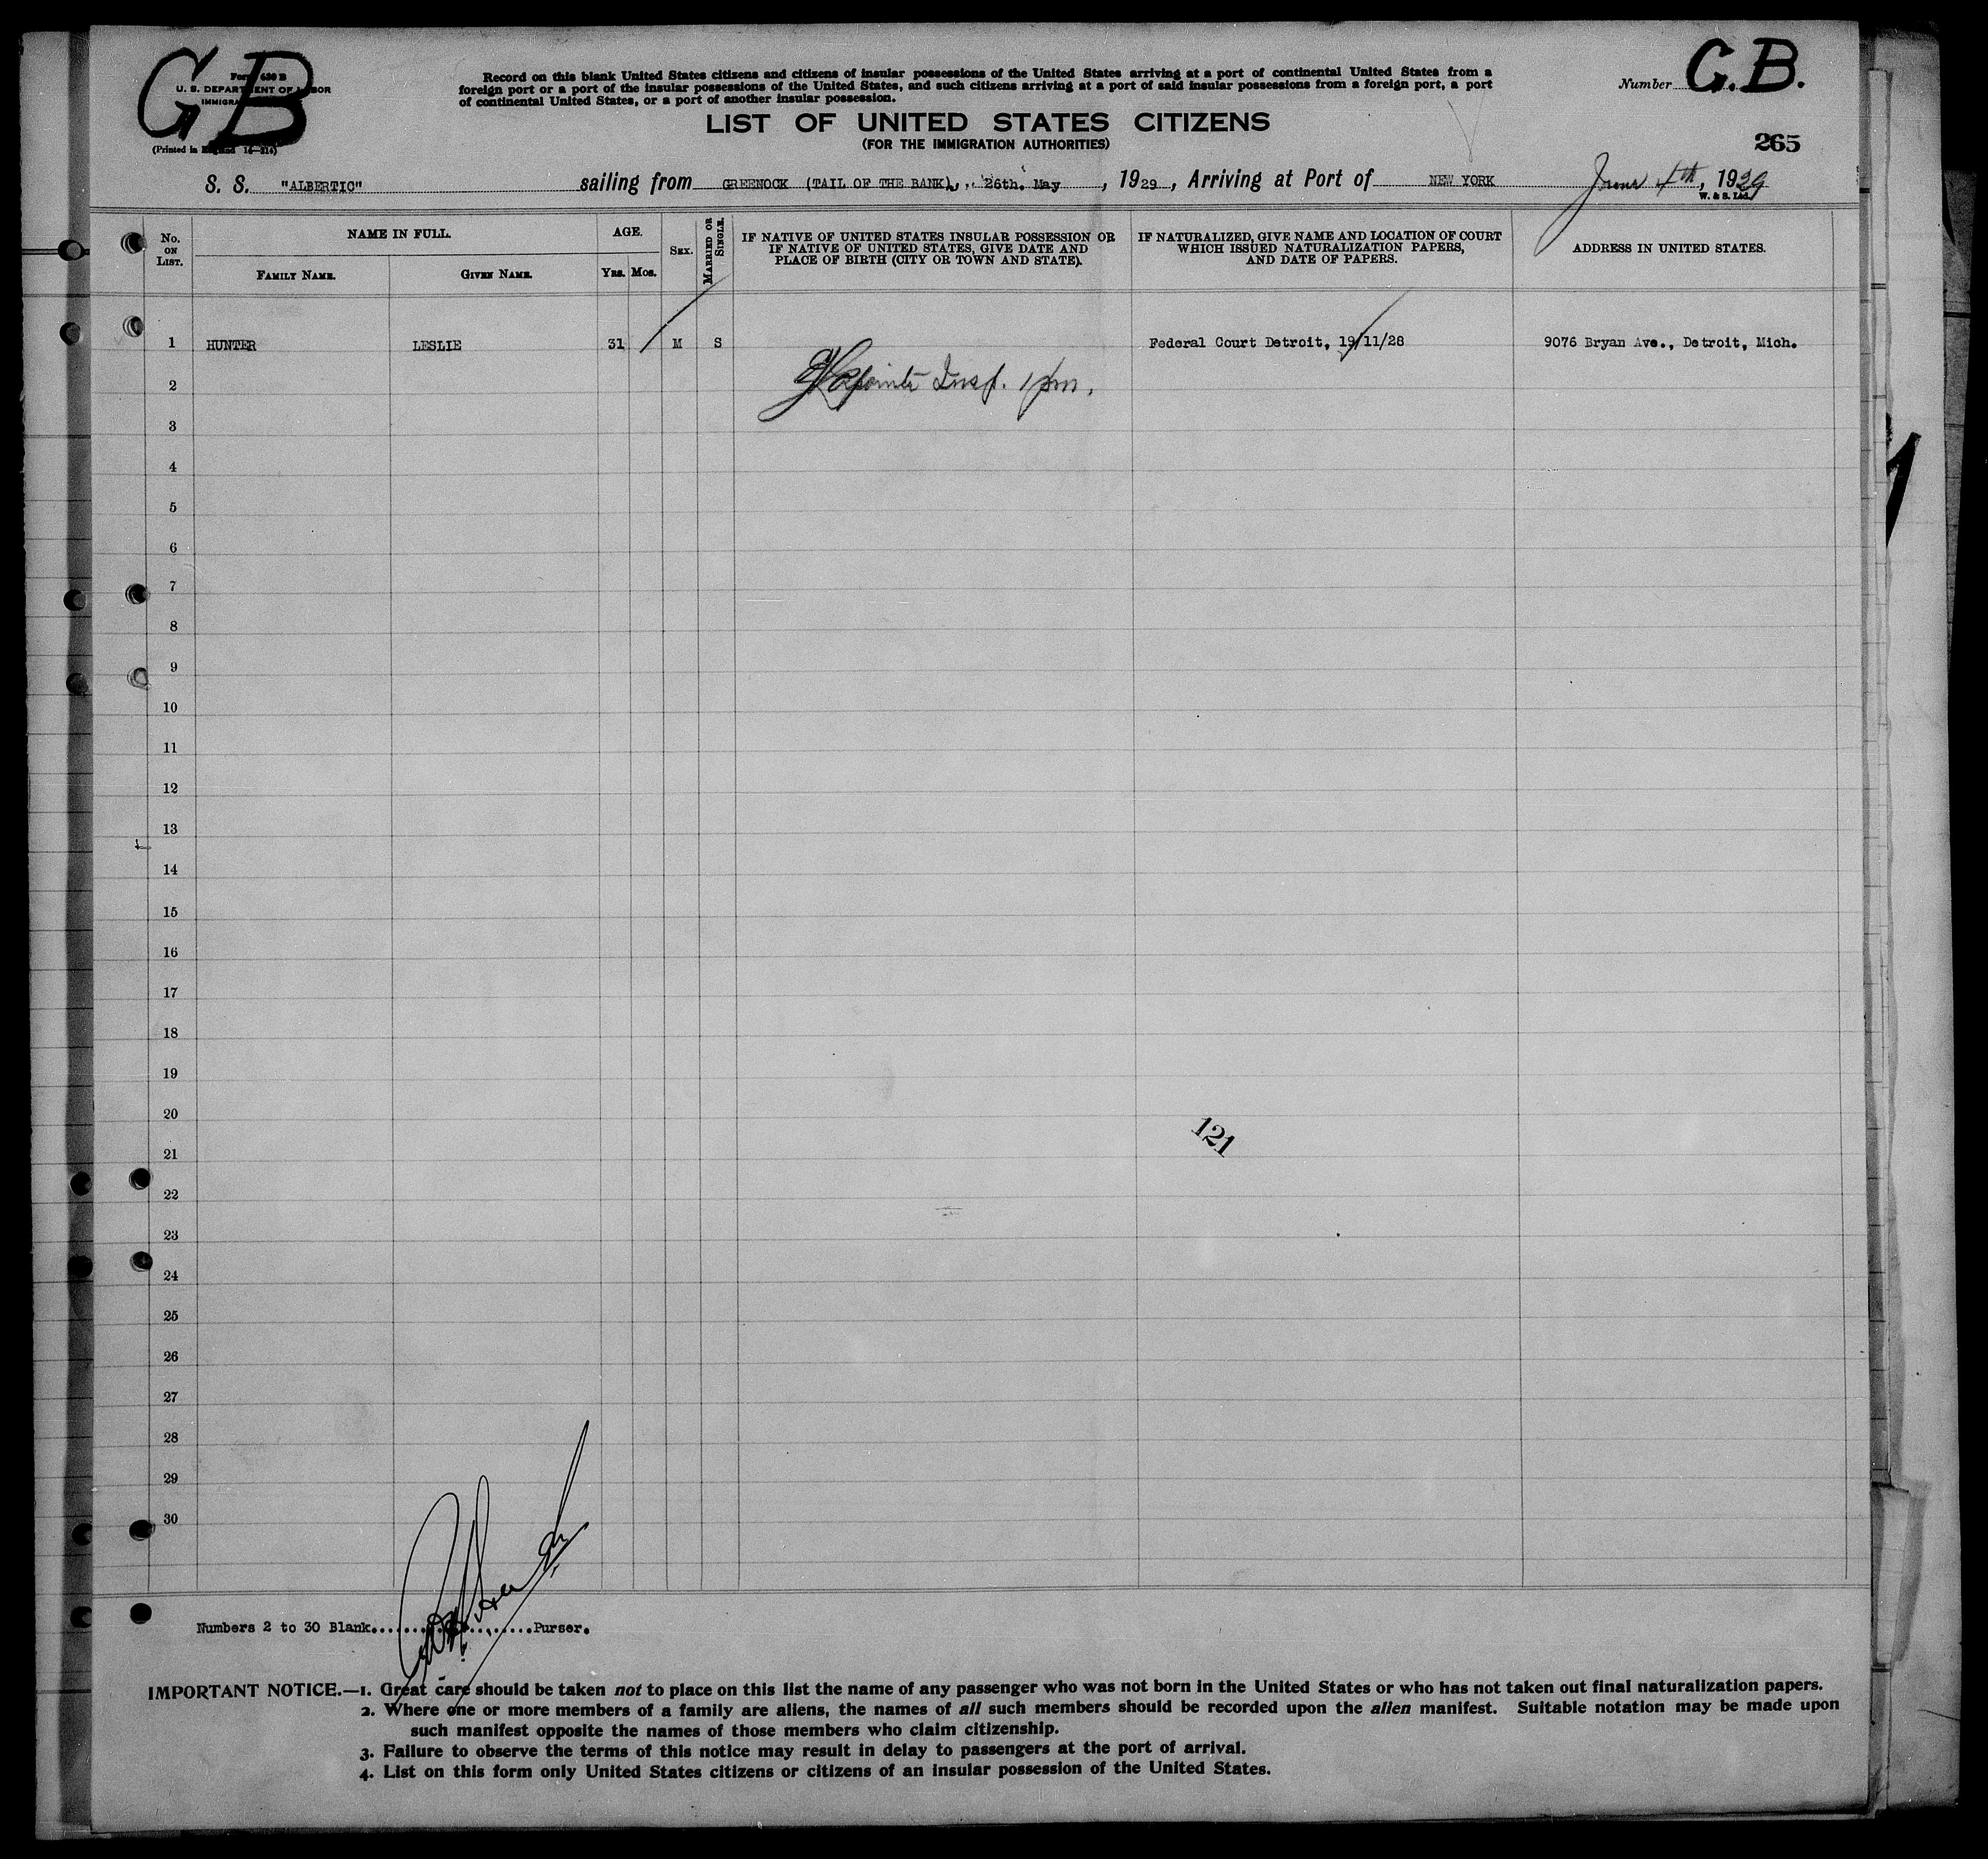 GB
Form 630 B
U. S. DEPARTMENT OF LABOR
IMMIGRA
(Printed in England 16—214)
Record on this blank United States citizens and citizens of insular possessions of the United States arriving at a port of continental United States from a
foreign port or a port of the insular possessions of the United States, and such citizens arriving at a port of said insular possessions from a foreign port, a port
of continental United States, or a port of another insular possession.
Number G.B.
LIST OF UNITED STATES CITIZENS
(FOR THE IMMIGRATION AUTHORITIES)
265
S. S. "ALBERTIC" sailing from GREENOCK (TAIL OF THE BANK), 26th. May, 1929, Arriving at Port of NEW YORK June 4th, 1929
W. & S. Ltd.
No. ON LIST. NAME IN FULL. FAMILY NAME. GIVEN NAME. AGE. YRS. MOS. SEX. MARRIED OR SINGLE. IF NATIVE OF UNITED STATES INSULAR POSSESSION OR IF NATIVE OF UNITED STATES, GIVE DATE AND PLACE OF BIRTH (CITY OR TOWN AND STATE). IF NATURALIZED, GIVE NAME AND LOCATION OF COURT WHICH ISSUED NATURALIZATION PAPERS, AND DATE OF PAPERS. ADDRESS IN UNITED STATES.
1 HUNTER LESLIE 31 M S Federal Court Detroit, 19/11/28 9076 Bryan Ave., Detroit, Mich.
2 Insp. 1 pm.
3
4
5
6
7
8
9
10
11
12
13
14
15
16
17
18
19
20
121
21
22
23
24
25
26
27
28
29
30
Numbers 2 to 30 Blank. Purser.
IMPORTANT NOTICE.—1. Great care should be taken not to place on this list the name of any passenger who was not born in the United States or who has not taken out final naturalization papers.
2. Where one or more members of a family are aliens, the names of all such members should be recorded upon the alien manifest. Suitable notation may be made upon
such manifest opposite the names of those members who claim citizenship.
3. Failure to observe the terms of this notice may result in delay to passengers at the port of arrival.
4. List on this form only United States citizens or citizens of an insular possession of the United States.